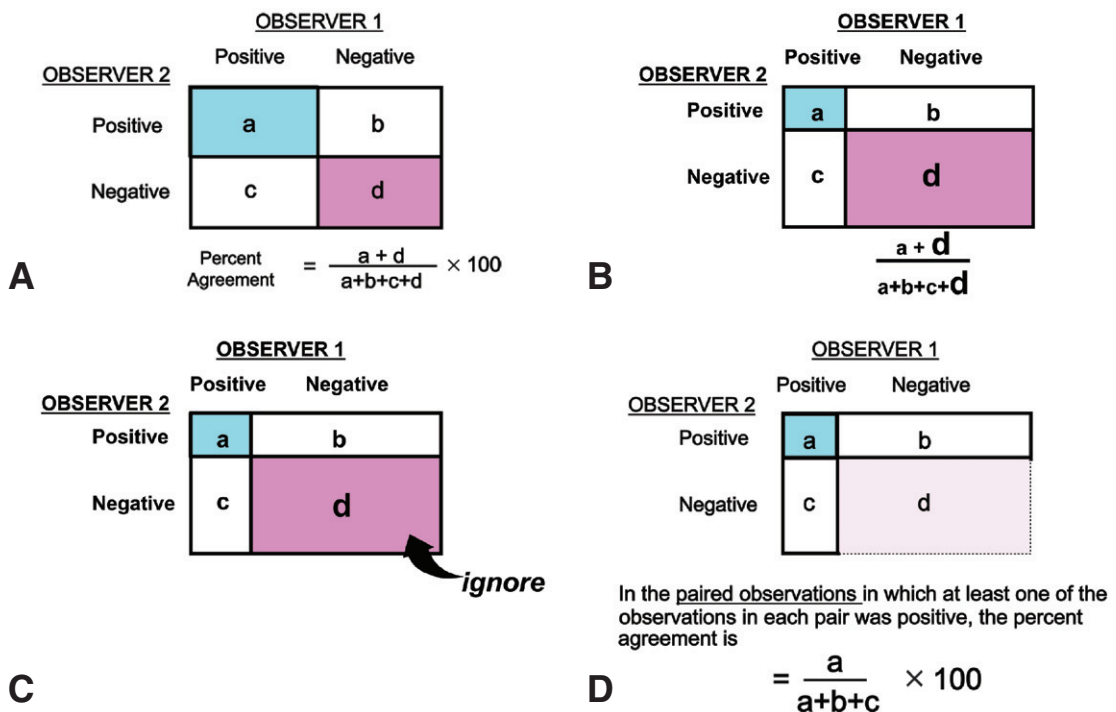 OBSERVER 1
Positive Negative
OBSERVER 2
Positive a b
Negative c d
Percent
Agreement = a + d / a+b+c+d × 100
A
OBSERVER 1
Positive Negative
OBSERVER 2
Positive a b
Negative c d
a + d
a+b+c+d
B
OBSERVER 1
Positive Negative
OBSERVER 2
Positive a b
Negative c d
ignore
C
OBSERVER 1
Positive Negative
OBSERVER 2
Positive a b
Negative c d
In the paired observations in which at least one of the
observations in each pair was positive, the percent
agreement is
= a / a+b+c × 100
D